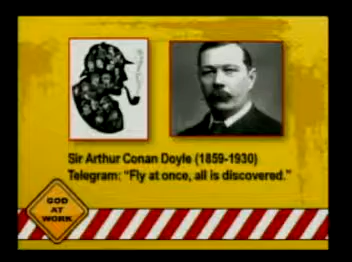 Sir Arthur Conan Doyle (1859-1930)
Telegram: "Fly at once, all is discovered."
GOD
AT
WORK